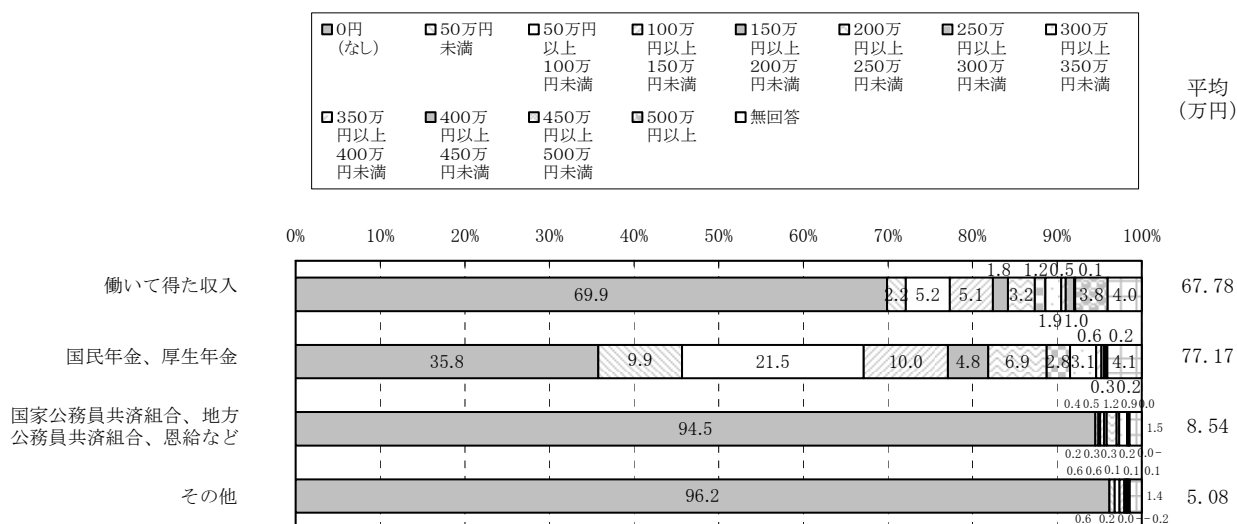 0円 50万円 50万円 100万 150万 200万 250万 300万
(なし) 未満 以上 円以上 円以上 円以上 円以上 円以上
100万 150万 200万 250万 300万 350万
円未満 円未満 円未満 円未満 円未満 円未満
平均
(万円)
350万 400万 450万 500万 無回答
円以上 円以上 円以上 円以上
400万 450万 500万
円未満 円未満 円未満
0% 10% 20% 30% 40% 50% 60% 70% 80% 90% 100%
1.8 1.2 0.5 0.1
働いて得た収入 69.9 2.2 5.2 5.1 3.2 3.8 4.0 67.78
1.9 1.0
0.6 0.2
国民年金、厚生年金 35.8 9.9 21.5 10.0 4.8 6.9 2.8 3.1 4.1 77.17
0.3 0.2
0.4 0.5 1.2 0.9 0.0
国家公務員共済組合、地方
公務員共済組合、恩給など 94.5 1.5 8.54
0.2 0.3 0.3 0.2 0.0 -
0.6 0.6 0.1 0.1 0.1
その他 96.2 1.4 5.08
0.6 0.2 0.0 - - 0.2